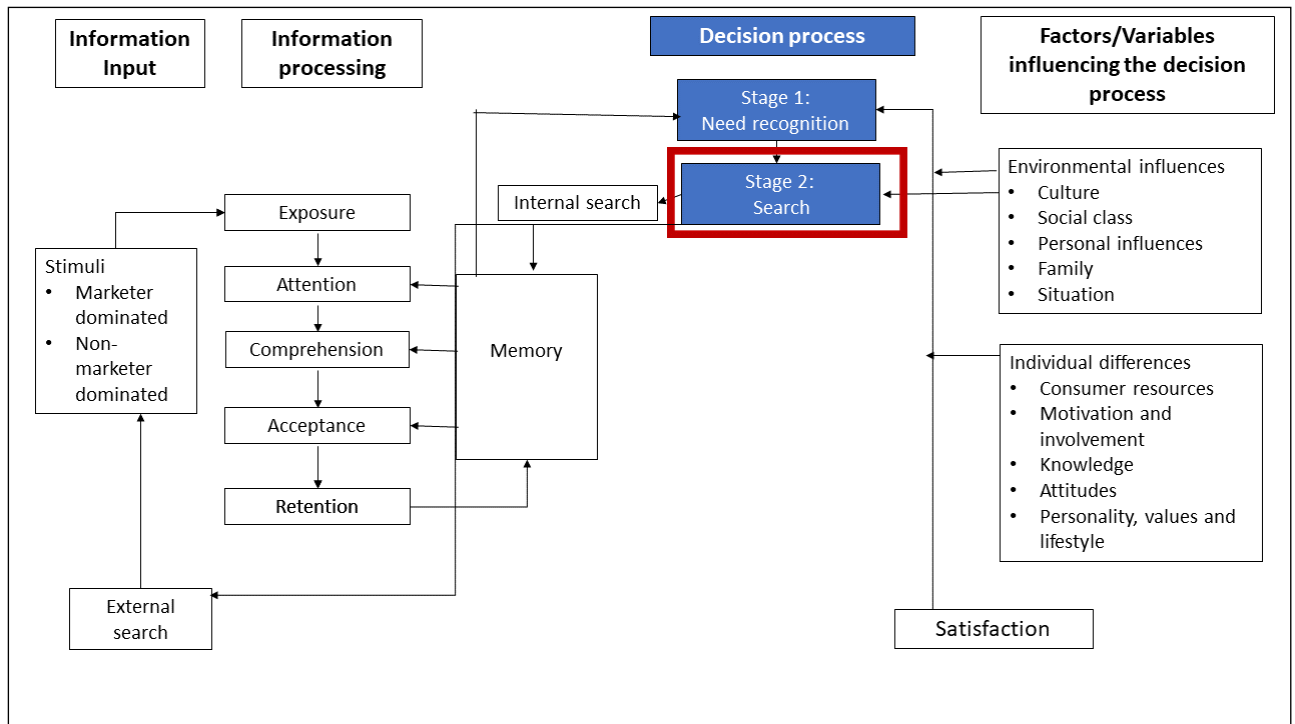 Information
Input
Information
processing
Decision process
Factors/Variables
influencing the decision
process
Stage 1:
Need recognition
Stage 2:
Search
Internal search
Exposure
Attention
Comprehension
Acceptance
Retention
Memory
Stimuli
• Marketer
dominated
• Non-
marketer
dominated
External
search
Environmental influences
• Culture
• Social class
• Personal influences
• Family
• Situation
Individual differences
• Consumer resources
• Motivation and
involvement
• Knowledge
• Attitudes
• Personality, values and
lifestyle
Satisfaction